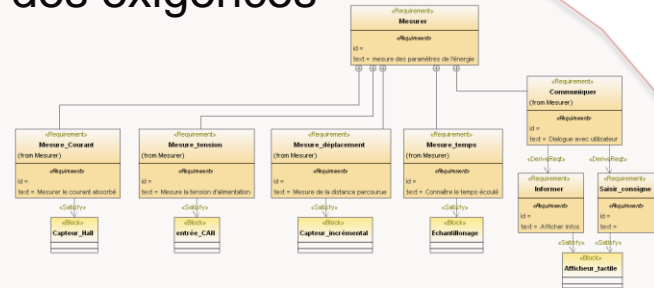 des exigences
«Requirement»
Mesurer
«Requirement»
id =
text = mesure des paramètres de l'énergie
«Requirement»
Communiquer
(from Mesurer)
«Requirement»
id =
text = Dialogue avec utilisateur
«Requirement»
Mesure_Courant
(from Mesurer)
«Requirement»
id =
text = Mesurer le courant absorbé
«Requirement»
Mesure_tension
(from Mesurer)
«Requirement»
id =
text = Mesure la tension d'alimentation
«Requirement»
Mesure_déplacement
(from Mesurer)
«Requirement»
id =
text = Mesure de la distance parcourue
«Requirement»
Mesure_temps
(from Mesurer)
«Requirement»
id =
text = Connaître le temps écoulé
«DeriveReqt»
«DeriveReqt»
«Requirement»
Informer
«Requirement»
id =
text = Afficher infos
«Requirement»
Saisir_consigne
«Requirement»
id =
text =
«Satisfy»
«Satisfy»
«Satisfy»
«Satisfy»
«Block»
Capteur_Hall
«Block»
entrée_CAN
«Block»
Capteur_incrémental
«Block»
Echantillonage
«Satisfy»
«Satisfy»
«Block»
Afficheur_tactile